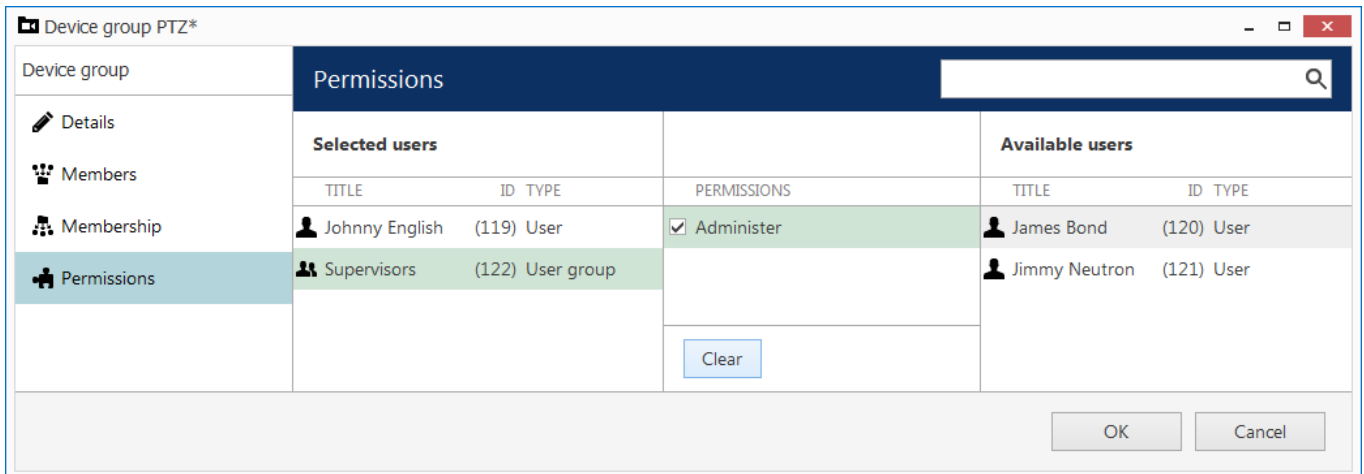 Device group PTZ*
Device group
Permissions
Details
Members
Membership
Permissions
Selected users
Available users
TITLE ID TYPE
PERMISSIONS
TITLE ID TYPE
Johnny English (119) User
Administer
James Bond (120) User
Supervisors (122) User group
Jimmy Neutron (121) User
Clear
OK
Cancel